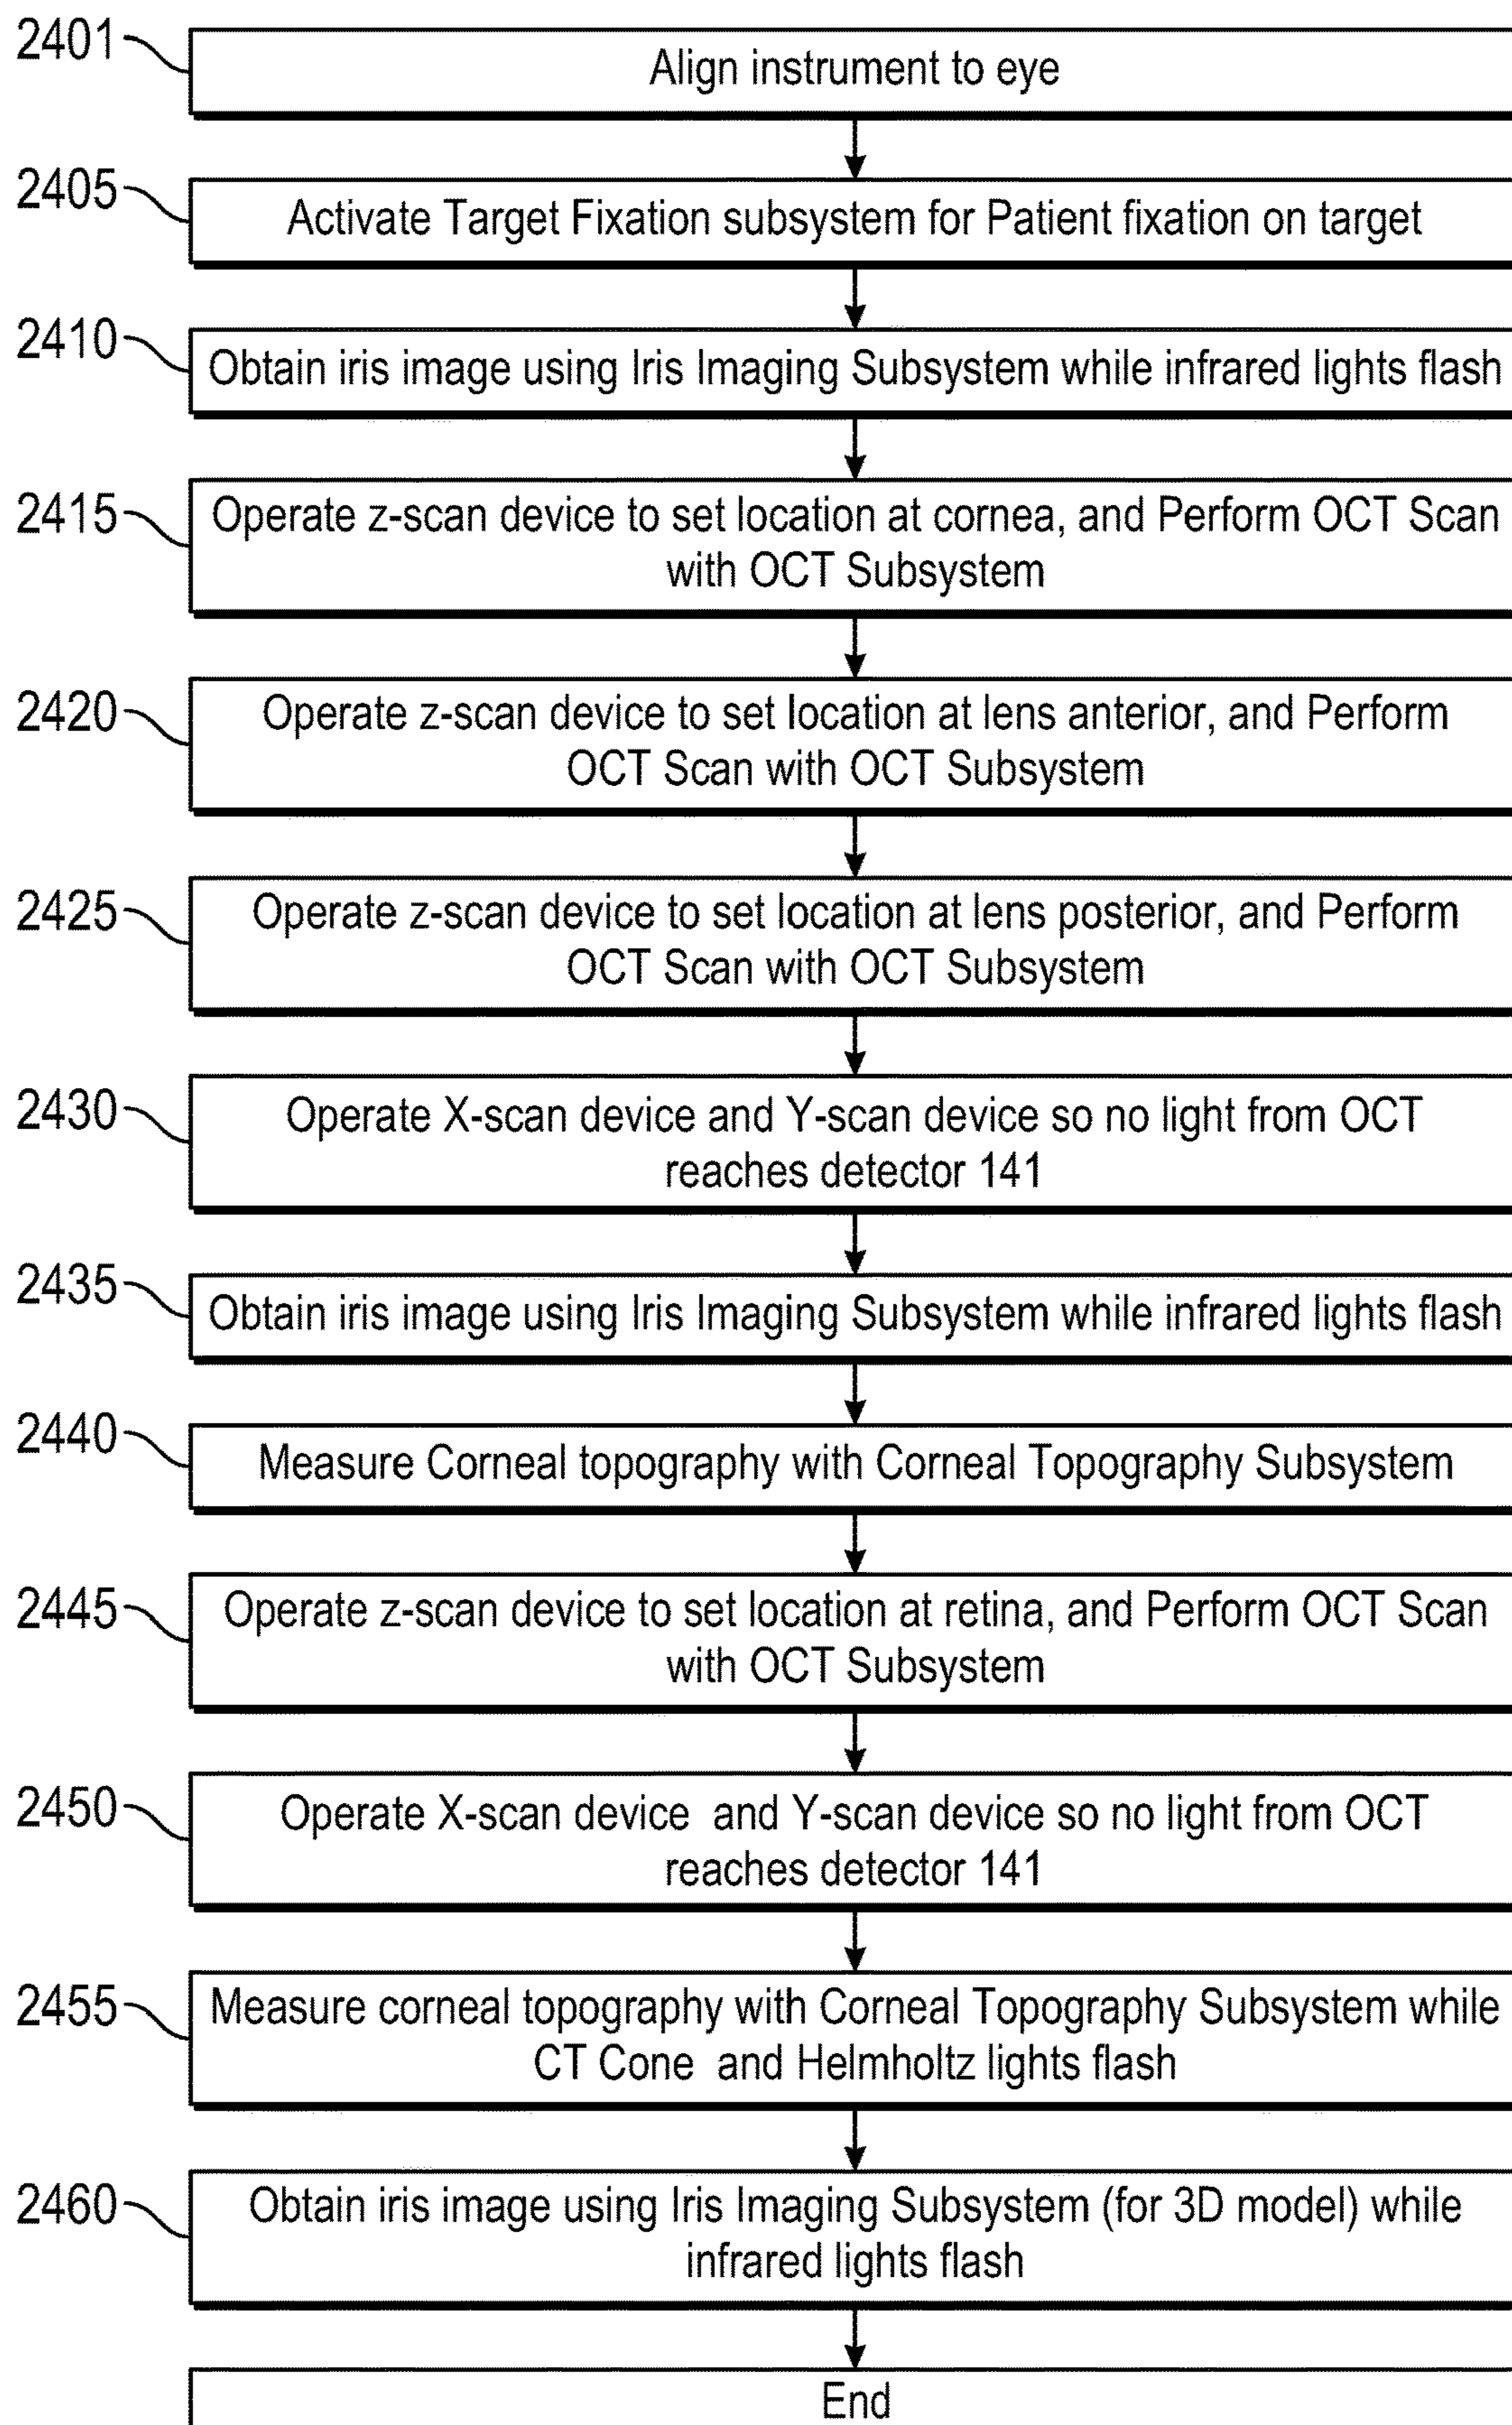 2401
Align instrument to eye
2405
Activate Target Fixation subsystem for Patient fixation on target
2410
Obtain iris image using Iris Imaging Subsystem while infrared lights flash
2415
Operate z-scan device to set location at cornea, and Perform OCT Scan
with OCT Subsystem
2420
Operate z-scan device to set location at lens anterior, and Perform
OCT Scan with OCT Subsystem
2425
Operate z-scan device to set location at lens posterior, and Perform
OCT Scan with OCT Subsystem
2430
Operate X-scan device and Y-scan device so no light from OCT
reaches detector 141
2435
Obtain iris image using Iris Imaging Subsystem while infrared lights flash
2440
Measure Corneal topography with Corneal Topography Subsystem
2445
Operate z-scan device to set location at retina, and Perform OCT Scan
with OCT Subsystem
2450
Operate X-scan device and Y-scan device so no light from OCT
reaches detector 141
2455
Measure corneal topography with Corneal Topography Subsystem while
CT Cone and Helmholtz lights flash
2460
Obtain iris image using Iris Imaging Subsystem (for 3D model) while
infrared lights flash
End